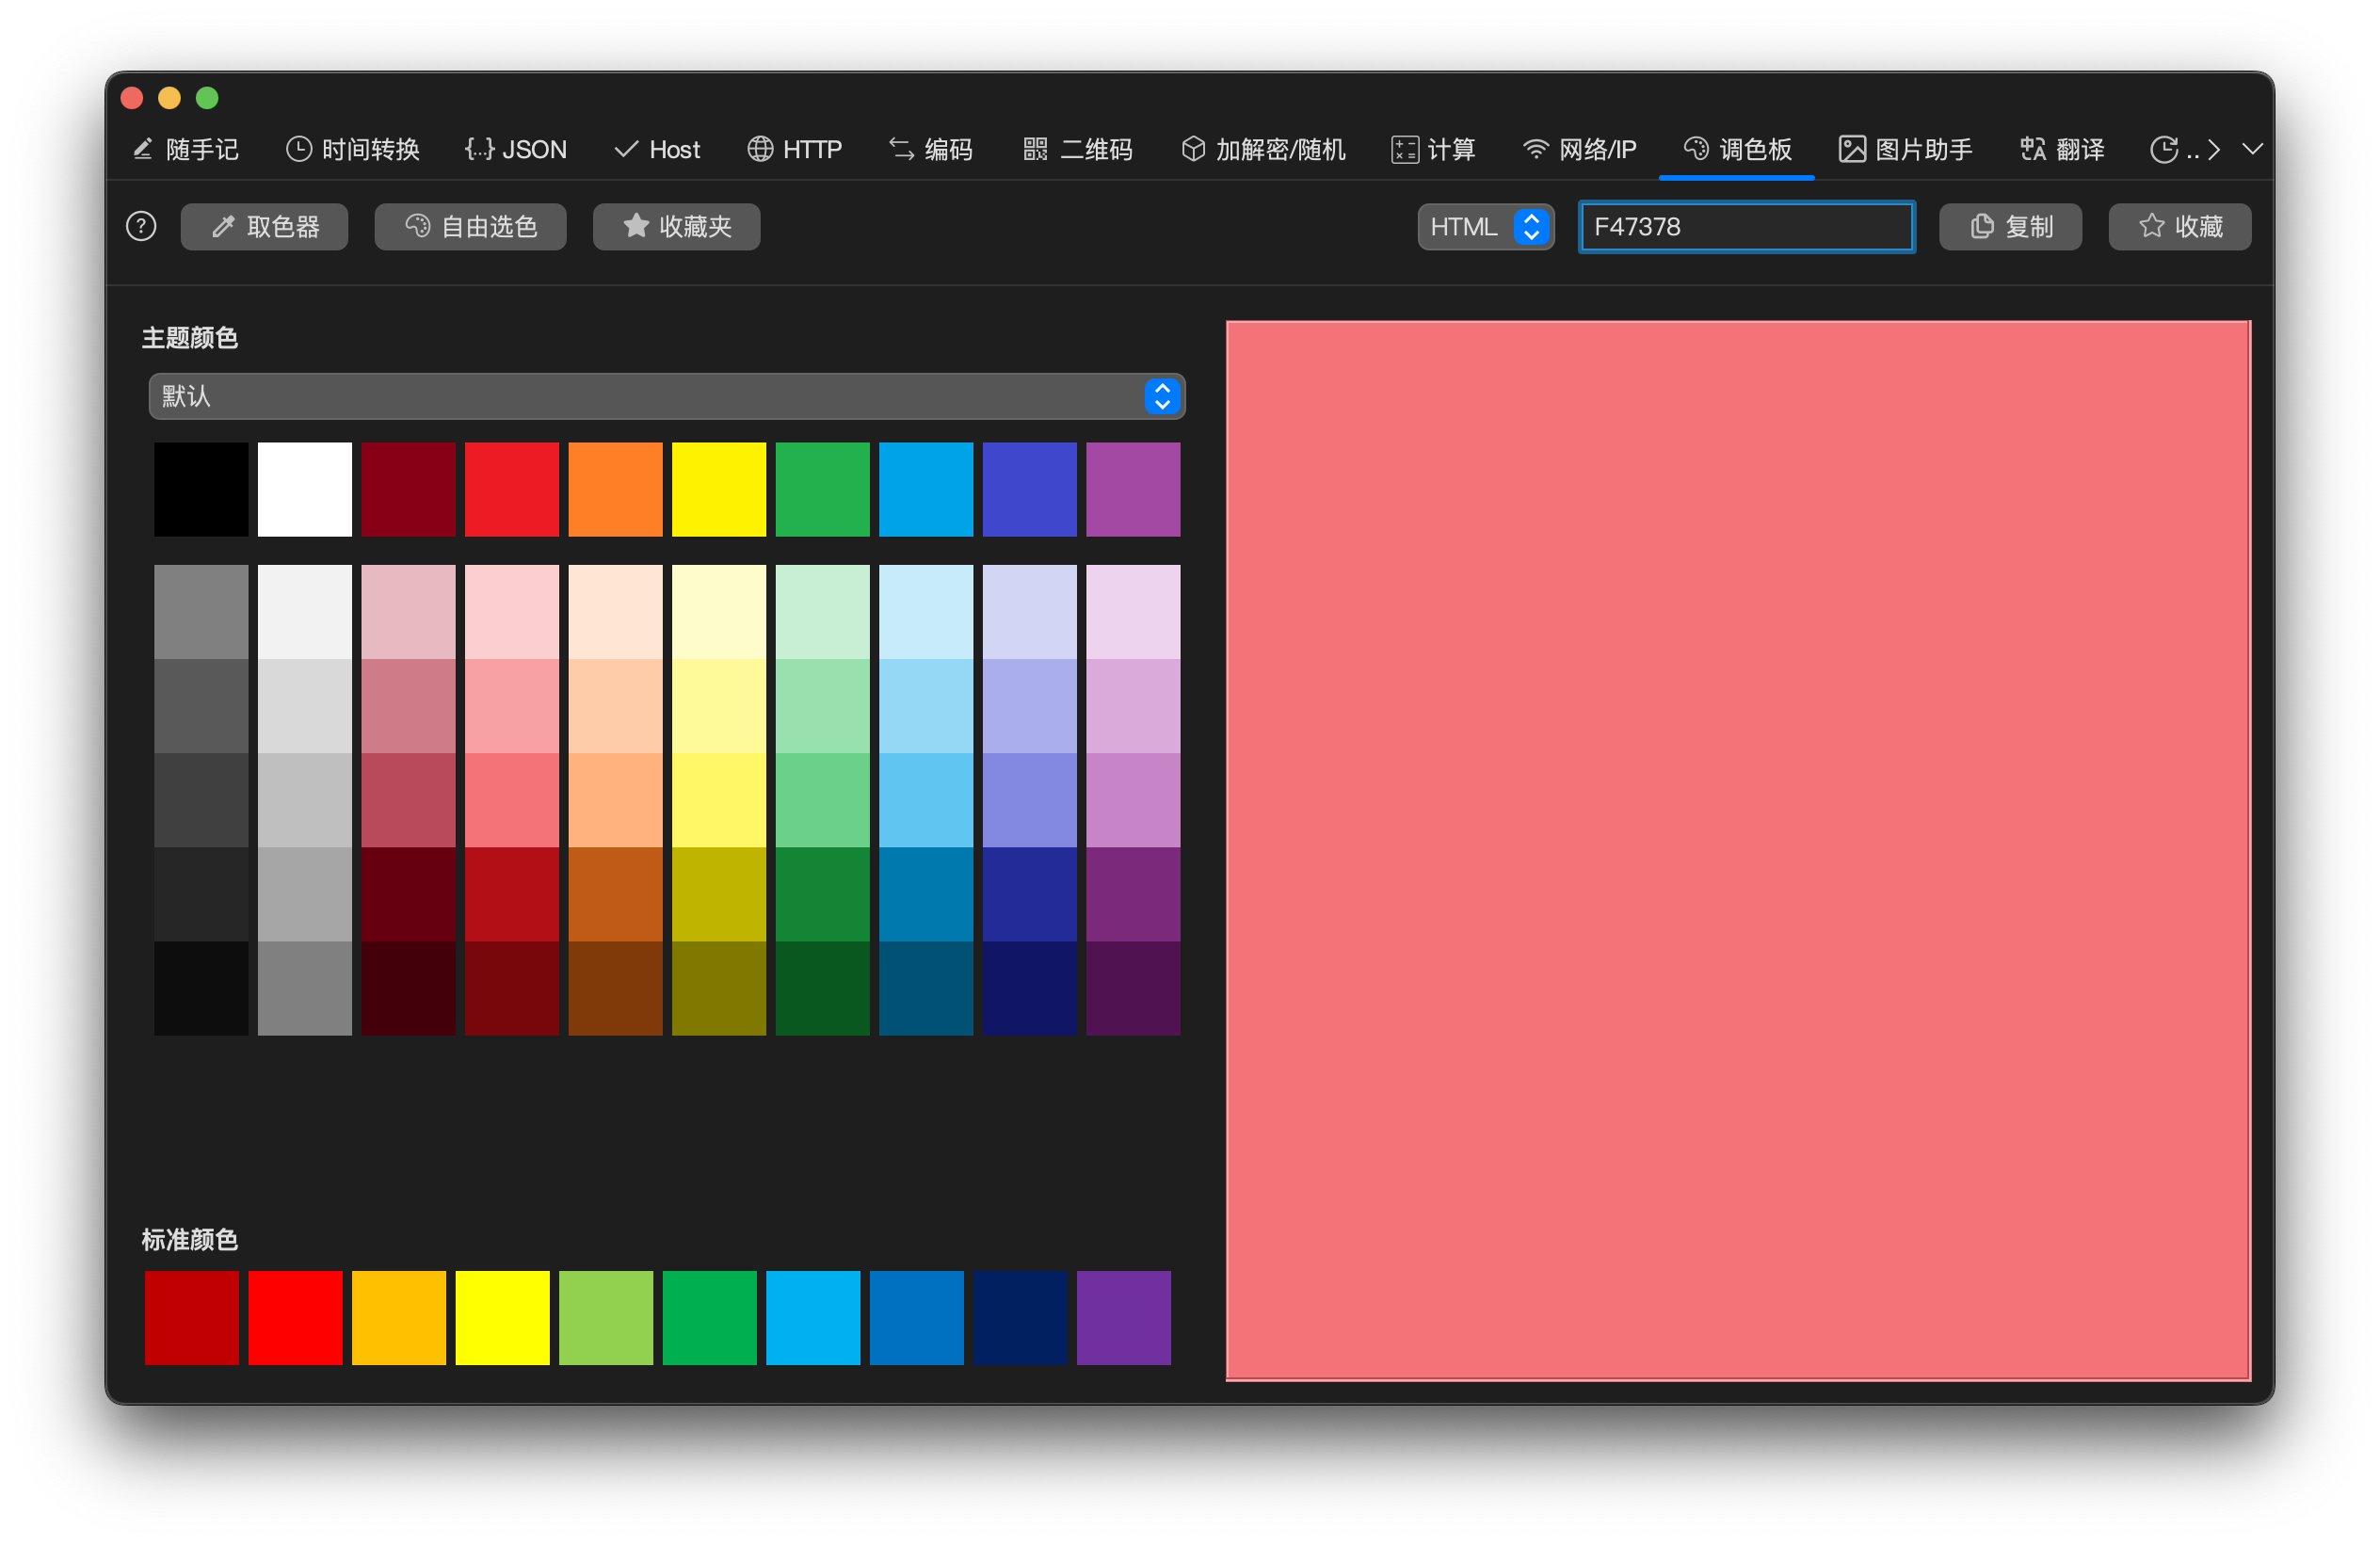 随手记 时间转换 {...} JSON Host HTTP 编码 二维码 加解密/随机 计算 网络/IP 调色板 图片助手 翻译 ..
? 取色器 自由选色 收藏夹 HTML F47378 复制 收藏
主题颜色
默认
标准颜色